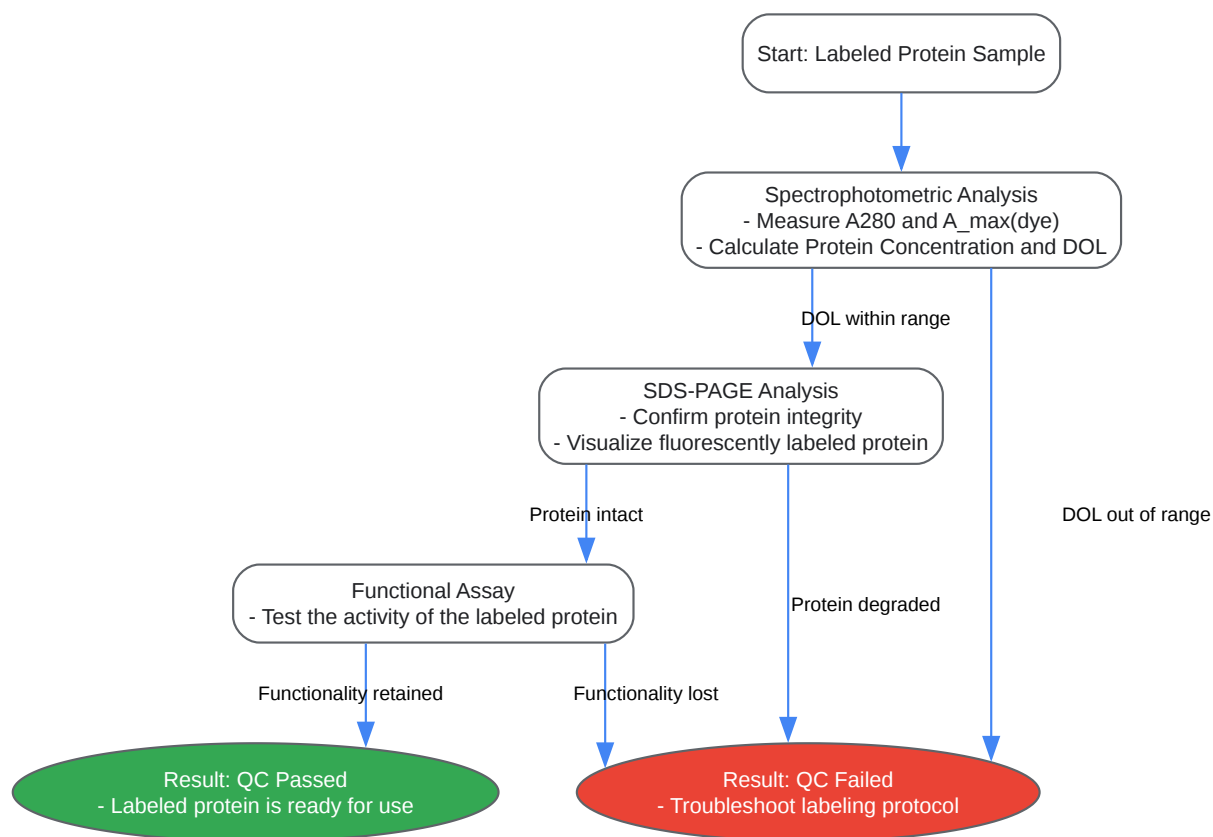 Start: Labeled Protein Sample
Spectrophotometric Analysis
- Measure A280 and A_max(dye)
- Calculate Protein Concentration and DOL
DOL within range
SDS-PAGE Analysis
- Confirm protein integrity
- Visualize fluorescently labeled protein
Protein intact
DOL out of range
Functional Assay
- Test the activity of the labeled protein
Protein degraded
Functionality retained
Functionality lost
Result: QC Passed
- Labeled protein is ready for use
Result: QC Failed
- Troubleshoot labeling protocol